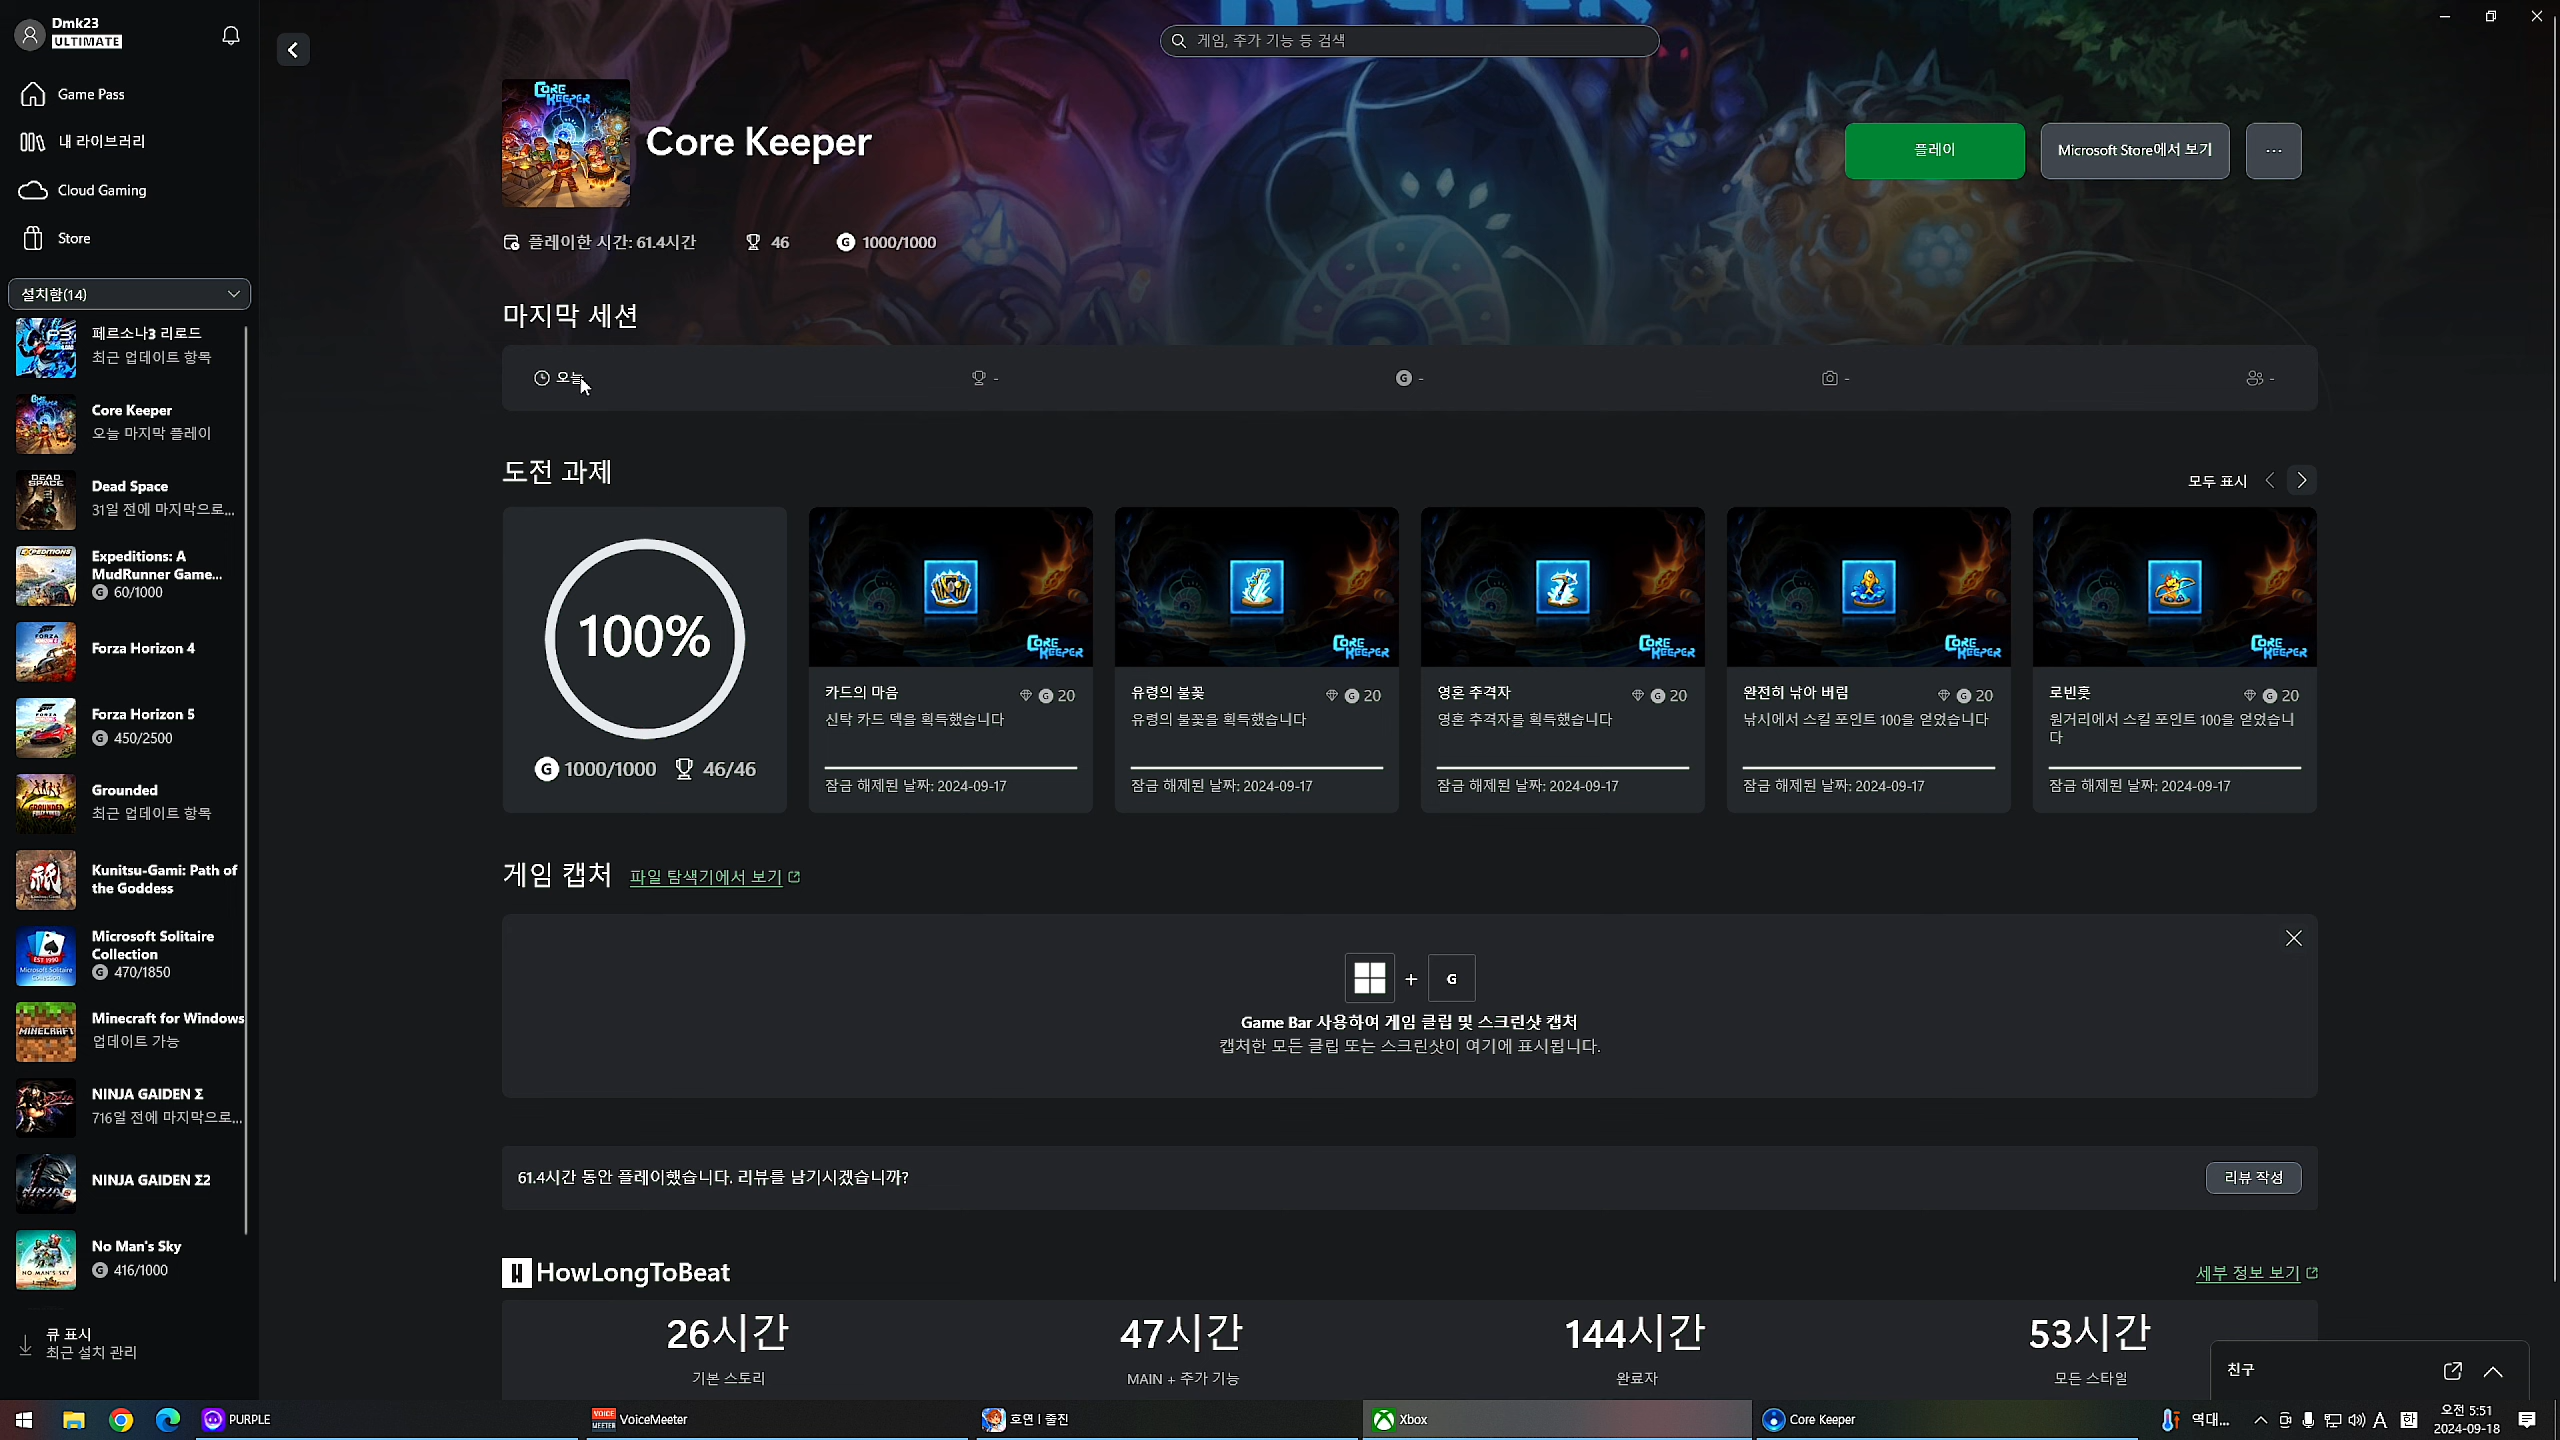 Dmk23
ULTIMATE
Game Pass
내 라이브러리
Cloud Gaming
Store
설치함(14)
페르소나3 리로드
최근 업데이트 항목
Core Keeper
오늘 마지막 플레이
Dead Space
31일 전에 마지막으로...
Expeditions: A
MudRunner Game...
60/1000
Forza Horizon 4
Forza Horizon 5
450/2500
Grounded
최근 업데이트 항목
Kunitsu-Gami: Path of
the Goddess
Microsoft Solitaire
Collection
470/1850
Minecraft for Windows
업데이트 가능
NINJA GAIDEN Σ
716일 전에 마지막으로...
NINJA GAIDEN Σ2
No Man's Sky
416/1000
큐 표시
최근 설치 관리
게임, 추가 기능 등 검색
CORE KEEPER
Core Keeper
플레이
Microsoft Store에서 보기
...
플레이한 시간: 61.4시간
46
1000/1000
마지막 세션
오늘
-
-
-
-
도전 과제
모두 표시
100%
1000/1000
46/46
CORE KEEPER
카드의 마음
20
신탁 카드 덱을 획득했습니다
잠금 해제된 날짜: 2024-09-17
CORE KEEPER
유령의 불꽃
20
유령의 불꽃을 획득했습니다
잠금 해제된 날짜: 2024-09-17
CORE KEEPER
영혼 추격자
20
영혼 추격자를 획득했습니다
잠금 해제된 날짜: 2024-09-17
CORE KEEPER
완전히 낚아 버림
20
낚시에서 스킬 포인트 100을 얻었습니다
잠금 해제된 날짜: 2024-09-17
CORE KEEPER
로빈훗
20
원거리에서 스킬 포인트 100을 얻었습니
다
잠금 해제된 날짜: 2024-09-17
게임 캡처
파일 탐색기에서 보기
+
G
Game Bar 사용하여 게임 클립 및 스크린샷 캡처
캡처한 모든 클립 또는 스크린샷이 여기에 표시됩니다.
61.4시간 동안 플레이했습니다. 리뷰를 남기시겠습니까?
리뷰 작성
HowLongToBeat
세부 정보 보기
26시간
기본 스토리
47시간
MAIN + 추가 기능
144시간
완료자
53시간
모든 스타일
친구
PURPLE
VoiceMeeter
호연 | 줄진
Xbox
Core Keeper
역대...
A
한
오전 5:51
2024-09-18